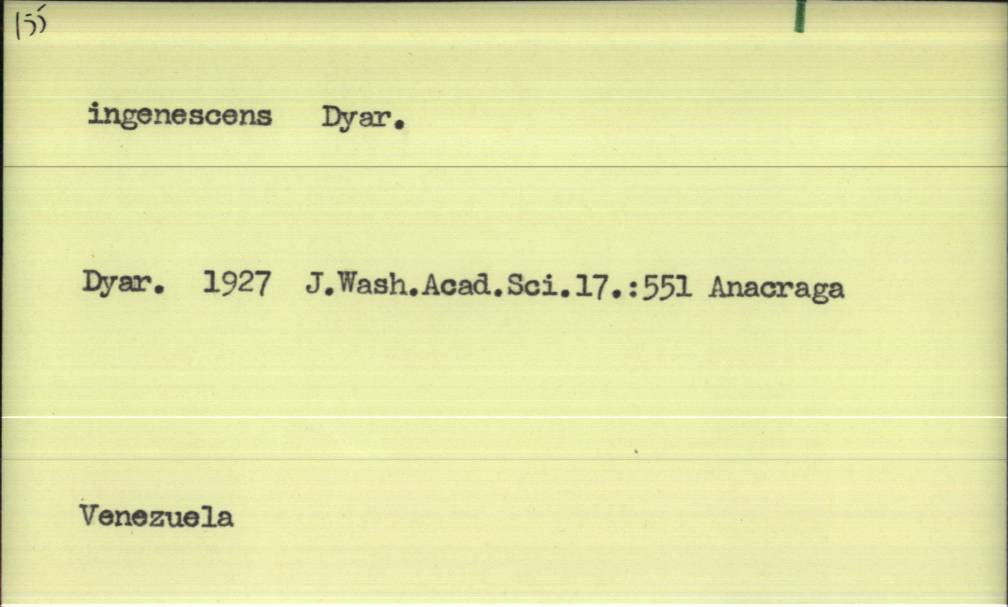 155
ingenescens Dyar.
Dyar. 1927 J.Wash.Acad.Sci.17.:551 Anacraga
Venezuela